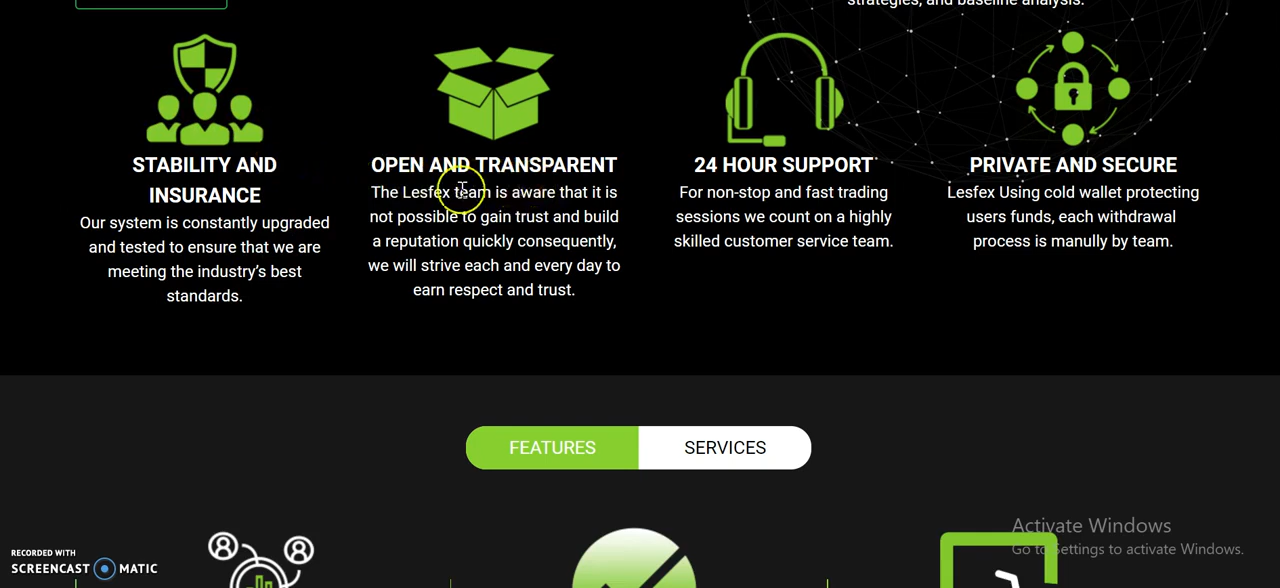 strategies, and baseline analysis.
STABILITY AND
INSURANCE
Our system is constantly upgraded
and tested to ensure that we are
meeting the industry’s best
standards.
OPEN AND TRANSPARENT
The Lesfex team is aware that it is
not possible to gain trust and build
a reputation quickly consequently,
we will strive each and every day to
earn respect and trust.
24 HOUR SUPPORT
For non-stop and fast trading
sessions we count on a highly
skilled customer service team.
PRIVATE AND SECURE
Lesfex Using cold wallet protecting
users funds, each withdrawal
process is manully by team.
FEATURES
SERVICES
Activate Windows
Go to Settings to activate Windows.
RECORDED WITH
SCREENCAST MATIC